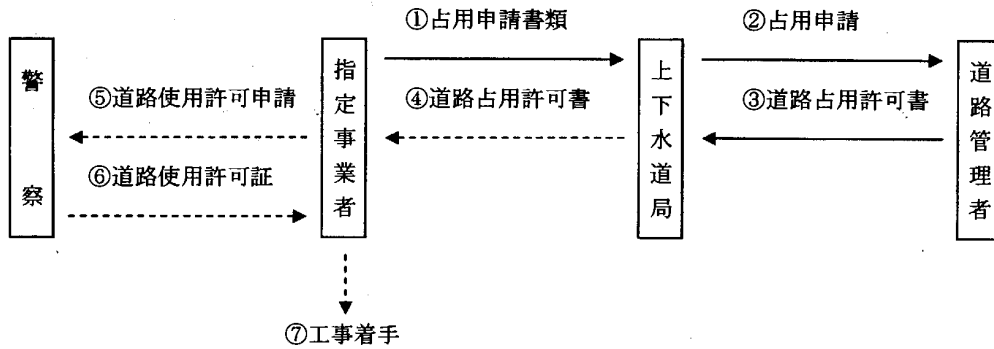 ①占用申請書類
②占用申請
警察
指定事業者
上下水道局
道路管理者
⑤道路使用許可申請
④道路占用許可書
③道路占用許可書
⑥道路使用許可証
⑦工事着手